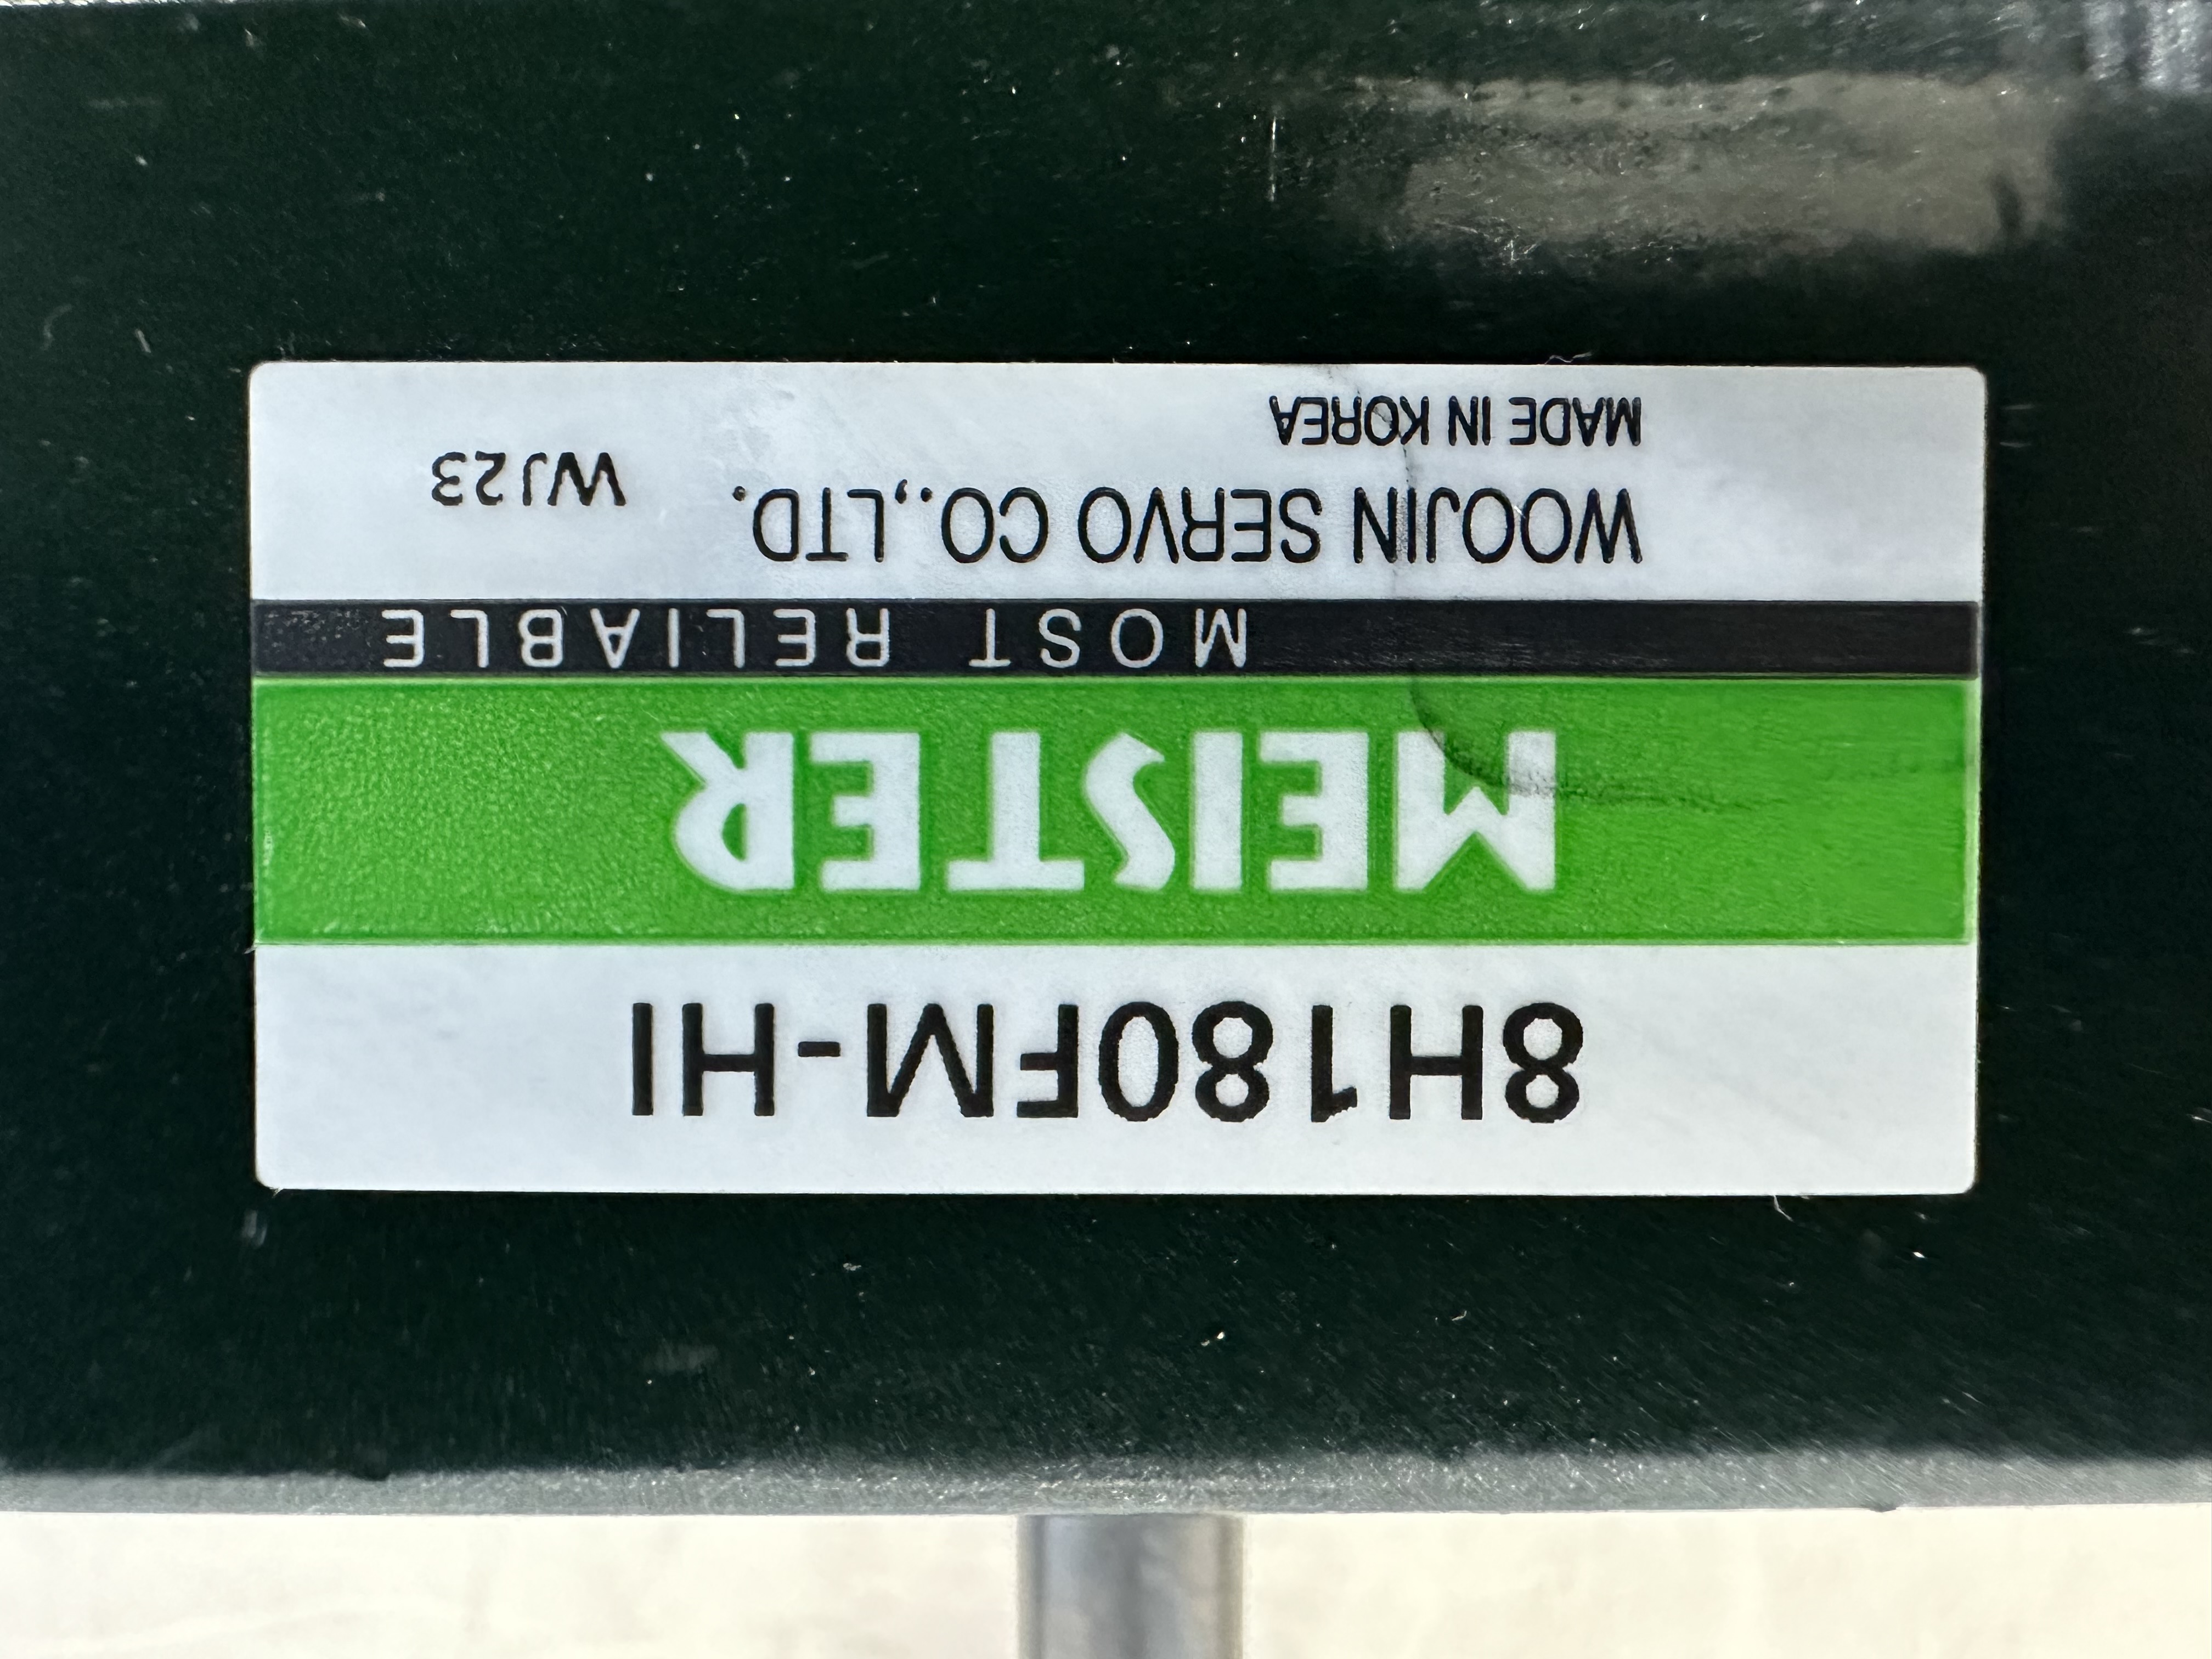 8H180FM-HI
MEISTER
MOST RELIABLE
WOOJIN SERVO CO.,LTD. WJ23
MADE IN KOREA